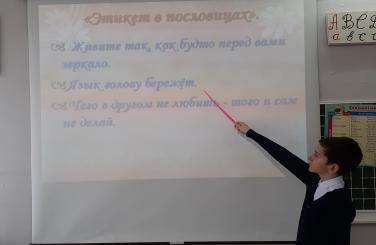 «Этикет в пословицах».
Живите так, как будто перед вами
зеркало.
Язык голову бережёт.
Чего в другом не любишь - того и сам
не делай.
А В С D
а в с